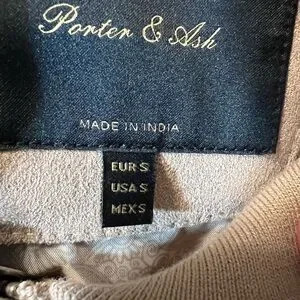 Porter & Ash
MADE IN INDIA
EUR S
USA S
MEX S